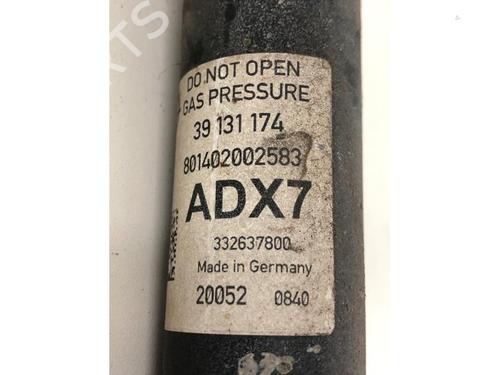 DO NOT OPEN
GAS PRESSURE
39 131 174
801402002583
ADX7
332637800
Made in Germany
20052 0840